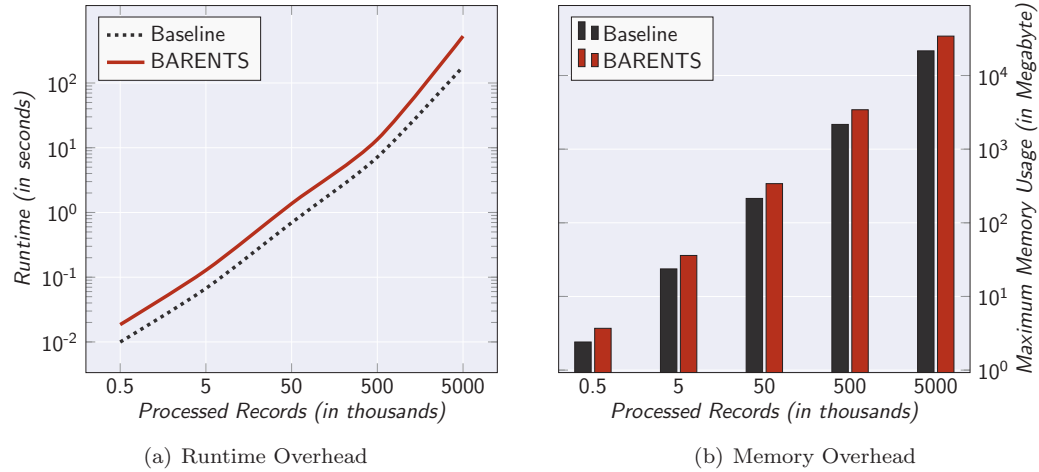 Baseline
BARENTS
Runtime (in seconds)
10^2
10^1
10^0
10^-1
10^-2
0.5 5 50 500 5000
Processed Records (in thousands)
(a) Runtime Overhead
Baseline
BARENTS
Maximum Memory Usage (in Megabyte)
10^4
10^3
10^2
10^1
10^0
0.5 5 50 500 5000
Processed Records (in thousands)
(b) Memory Overhead